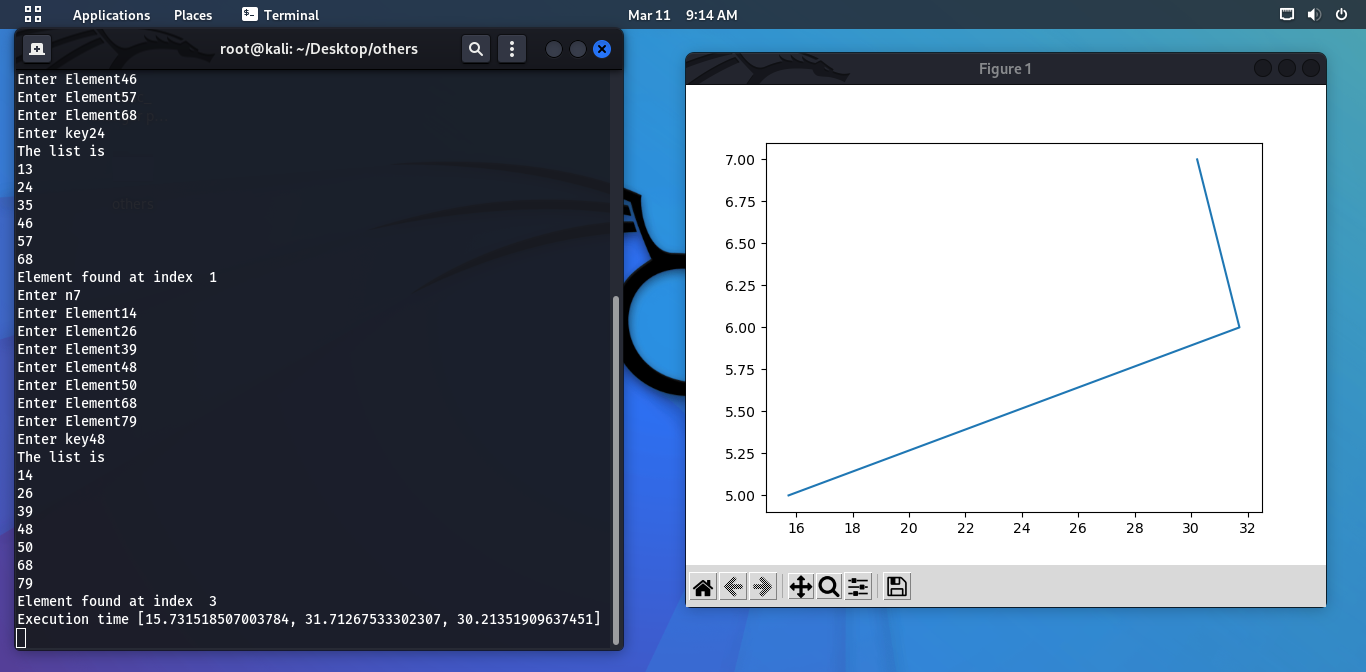 Applications Places Terminal Mar 11 9:14 AM
root@kali: ~/Desktop/others
Enter Element46
Enter Element57
Enter Element68
Enter key24
The list is
13
24
35
46
57
68
Element found at index  1
Enter n7
Enter Element14
Enter Element26
Enter Element39
Enter Element48
Enter Element50
Enter Element68
Enter Element79
Enter key48
The list is
14
26
39
48
50
68
79
Element found at index  3
Execution time [15.731518507003784, 31.71267533302307, 30.21351909637451]
others
Figure 1
7.00
6.75
6.50
6.25
6.00
5.75
5.50
5.25
5.00
16 18 20 22 24 26 28 30 32